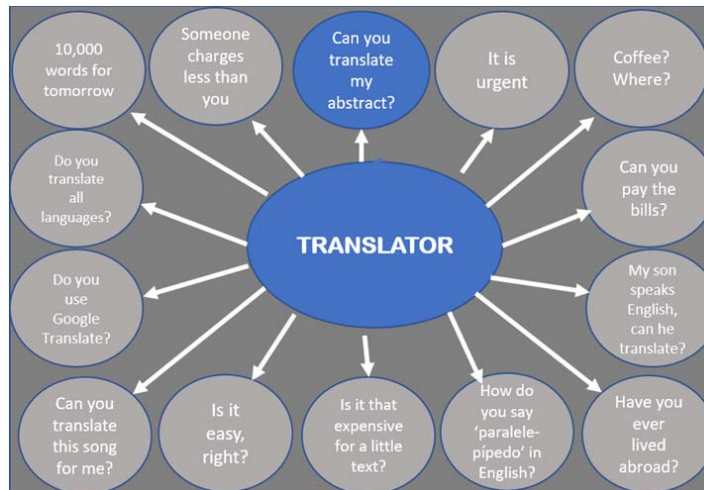 10,000
words for
tomorrow
Someone
charges
less than
you
Can you
translate
my
abstract?
It is
urgent
Coffee?
Where?
Do you
translate
all
languages?
Can you
pay the
bills?
TRANSLATOR
Do you
use
Google
Translate?
My son
speaks
English,
can he
translate?
Can you
translate
this song
for me?
Is it
easy,
right?
Is it that
expensive
for a little
text?
How do
you say
‘paralele-
pípedo’ in
English?
Have you
ever
lived
abroad?